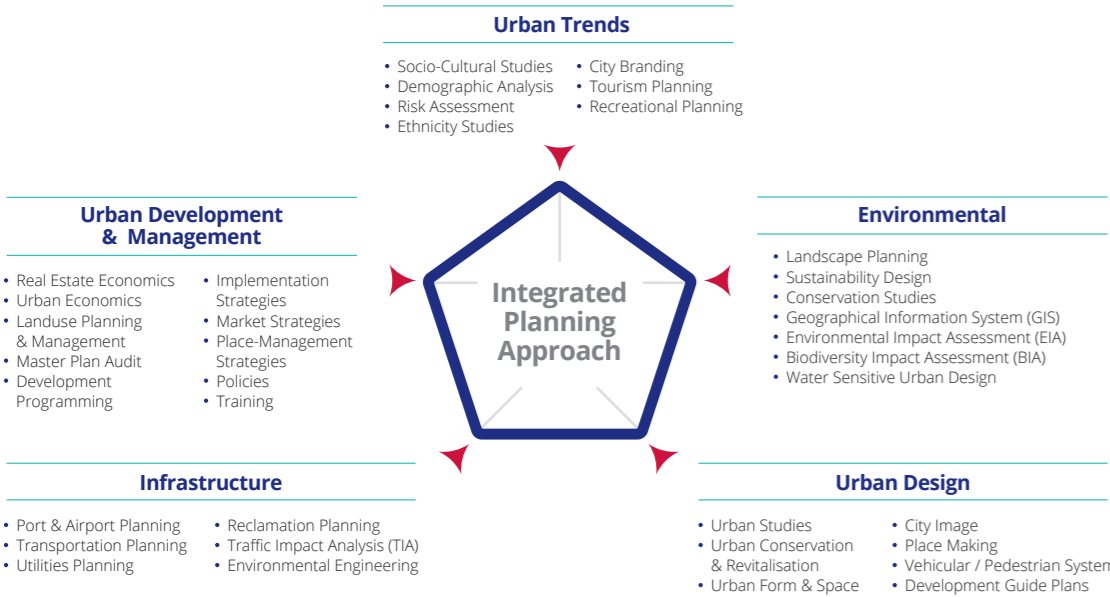 Urban Trends
• Socio-Cultural Studies
• Demographic Analysis
• Risk Assessment
• Ethnicity Studies
• City Branding
• Tourism Planning
• Recreational Planning
Urban Development
& Management
• Real Estate Economics
• Urban Economics
• Landuse Planning
& Management
• Master Plan Audit
• Development
Programming
• Implementation
Strategies
• Market Strategies
• Place-Management
Strategies
• Policies
• Training
Integrated
Planning
Approach
Environmental
• Landscape Planning
• Sustainability Design
• Conservation Studies
• Geographical Information System (GIS)
• Environmental Impact Assessment (EIA)
• Biodiversity Impact Assessment (BIA)
• Water Sensitive Urban Design
Infrastructure
• Port & Airport Planning
• Transportation Planning
• Utilities Planning
• Reclamation Planning
• Traffic Impact Analysis (TIA)
• Environmental Engineering
Urban Design
• Urban Studies
• Urban Conservation
& Revitalisation
• Urban Form & Space
• City Image
• Place Making
• Vehicular / Pedestrian System
• Development Guide Plans